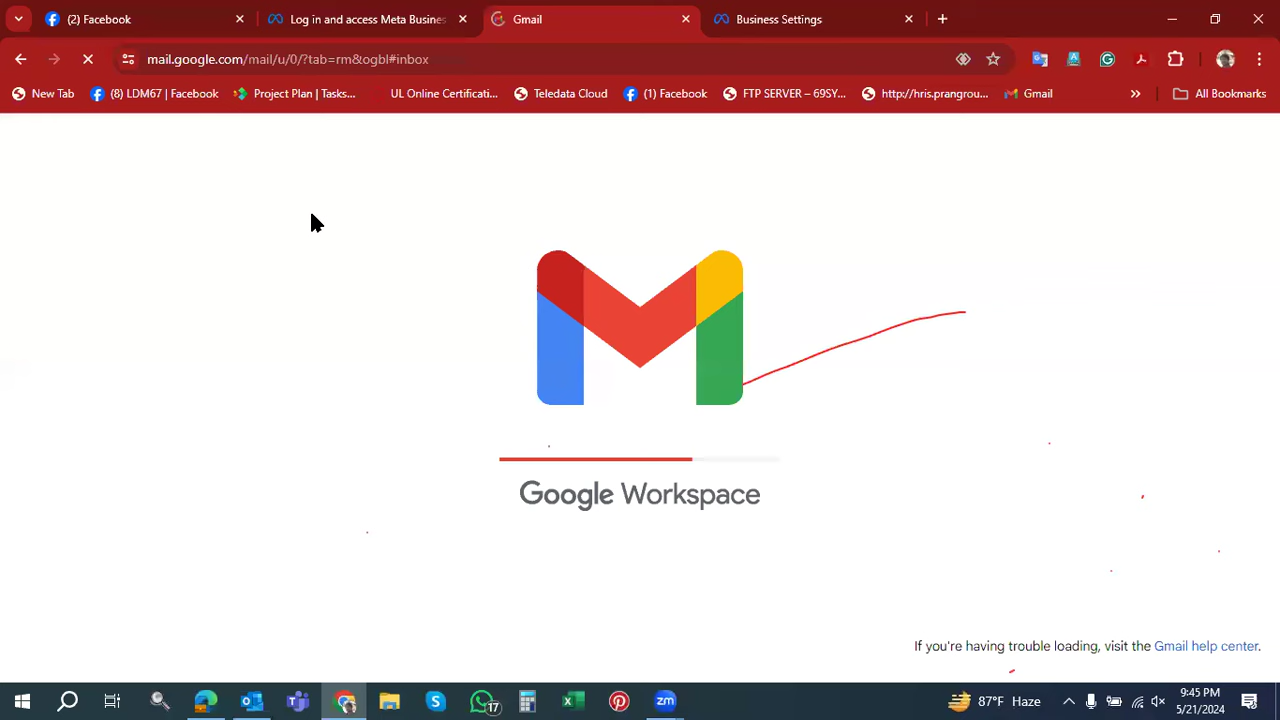 (2) Facebook
Log in and access Meta Busines
Gmail
Business Settings
mail.google.com/mail/u/0/?tab=rm&ogbl#inbox
New Tab
(8) LDM67 | Facebook
Project Plan | Tasks...
UL Online Certificati...
Teledata Cloud
(1) Facebook
FTP SERVER – 69SY...
http://hris.prangrou...
Gmail
»
All Bookmarks
Google Workspace
If you're having trouble loading, visit the Gmail help center.
17
zm
87°F Haze
9:45 PM
5/21/2024